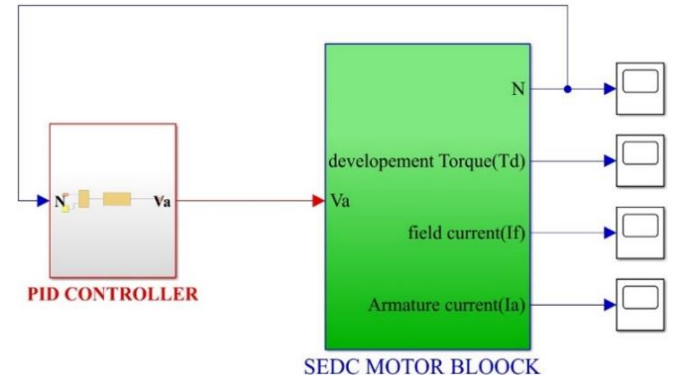 N
developement Torque(Td)
N
Va
Va
field current(If)
PID CONTROLLER
Armature current(Ia)
SEDC MOTOR BLOOCK